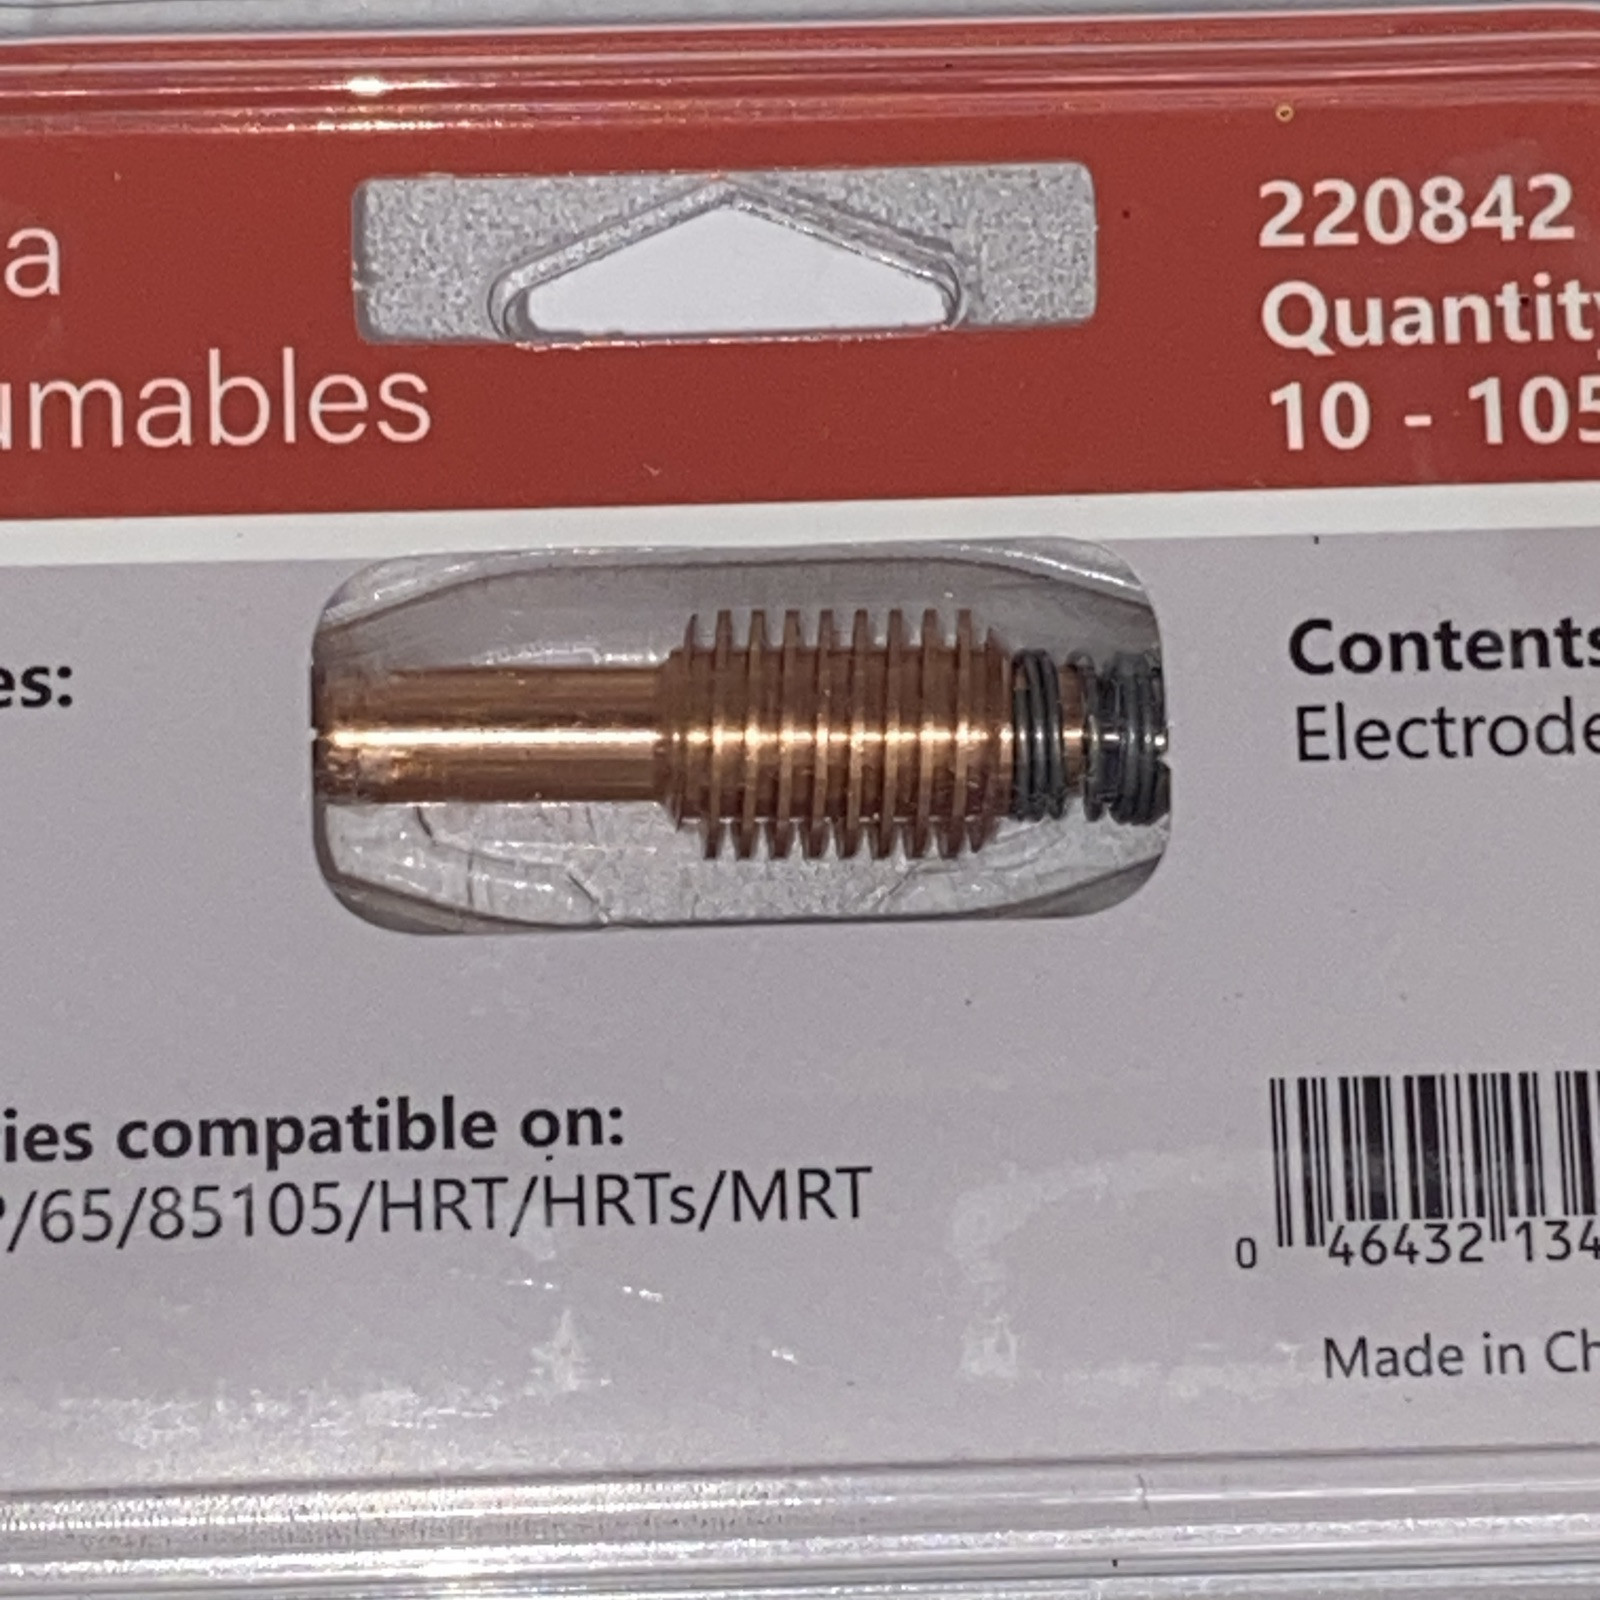 a
umables
220842
Quantity
10 - 105
es:
Contents
Electrode
ies compatible on:
P/65/85105/HRT/HRTs/MRT
0 46432 134
Made in Ch